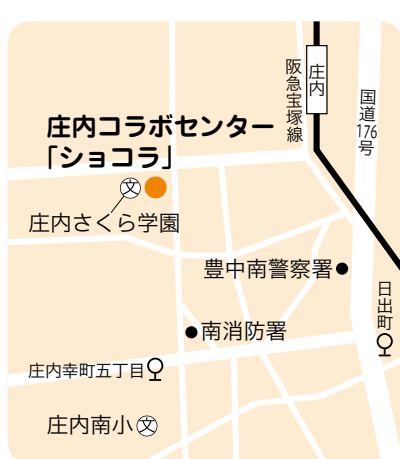 阪急宝塚線
庄内
国道176号
庄内コラボセンター
「ショコラ」
文
庄内さくら学園
豊中南警察署
日出町
南消防署
庄内幸町五丁目
庄内南小文